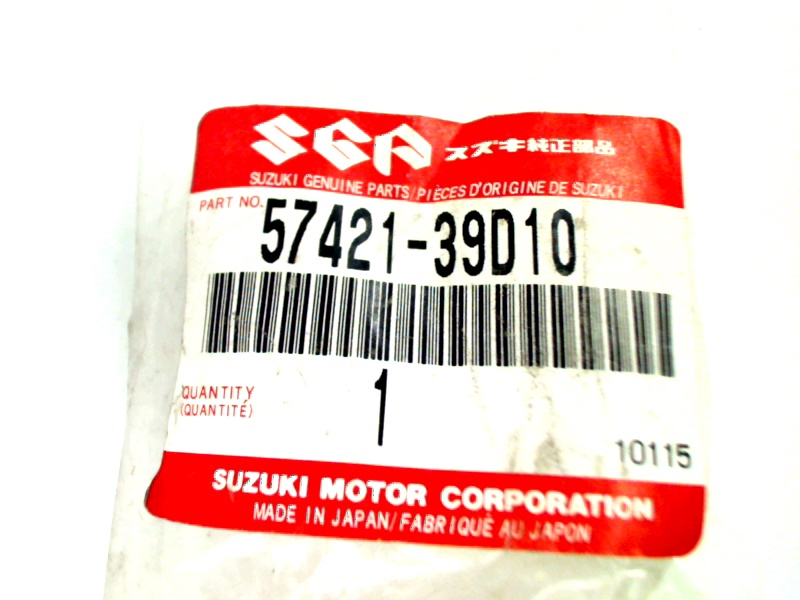 SGP スズキ純正部品
SUZUKI GENUINE PARTS/PIÈCES D'ORIGINE DE SUZUKI
PART NO. 57421-39D10
QUANTITY 1
(QUANTITÉ)
10115
SUZUKI MOTOR CORPORATION
MADE IN JAPAN/FABRIQUÉ AU JAPON